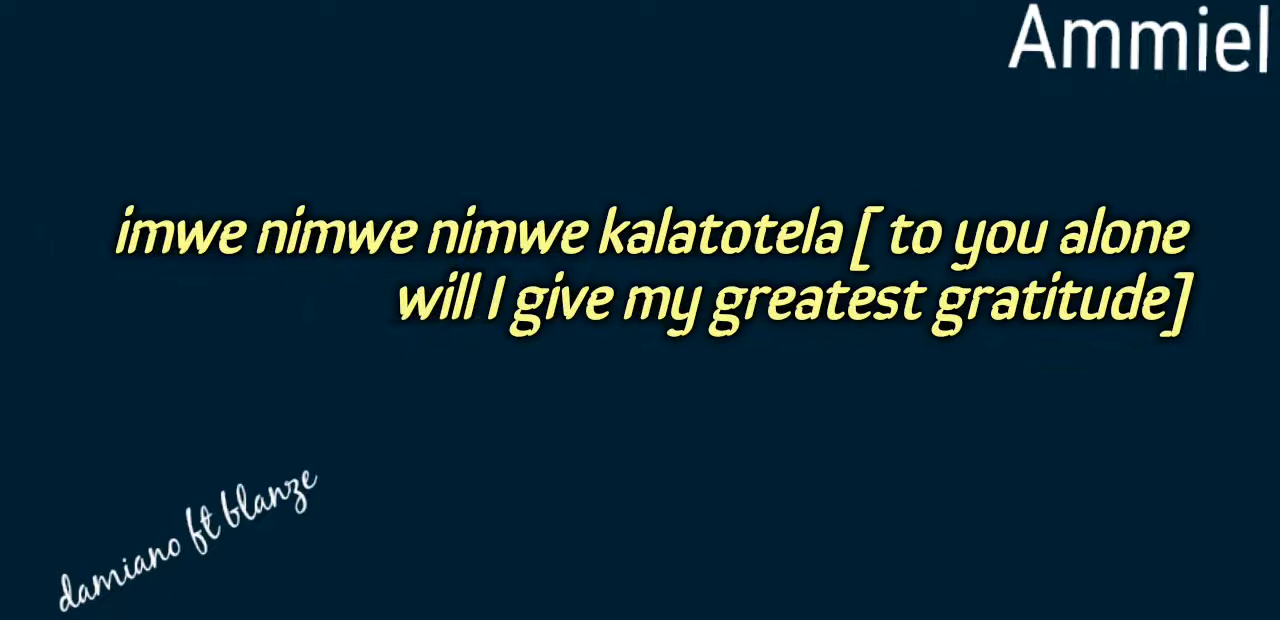 Ammiel
imwe nimwe nimwe kalatotela [ to you alone
will I give my greatest gratitude]
damiano ft blanze